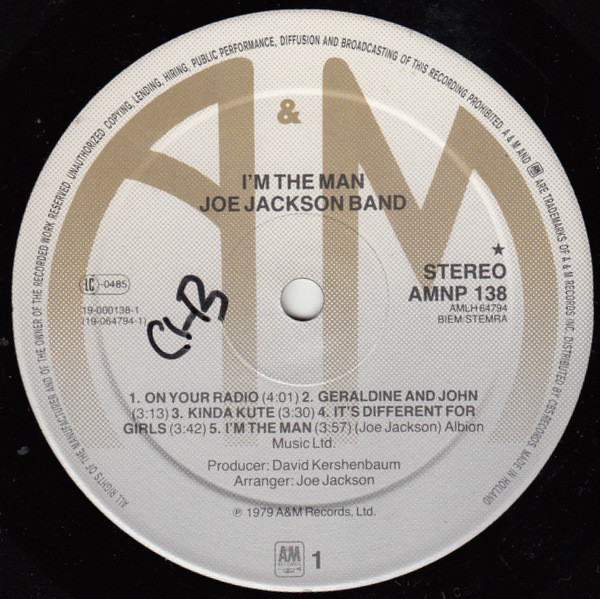 ALL RIGHTS OF THE MANUFACTURER AND OF THE OWNER OF THE RECORDED WORK RESERVED. UNAUTHORIZED COPYING, LENDING, HIRING, PUBLIC PERFORMANCE, DIFFUSION AND BROADCASTING OF THIS RECORDING PROHIBITED. A & M AND AM ARE TRADEMARKS OF A & M RECORDS INC. DISTRIBUTED BY CBS-RECORDS. MADE IN HOLLAND
A & M
I'M THE MAN
JOE JACKSON BAND
LC-0485
19-000138-1
(19-064794-1)
STEREO
AMNP 138
AMLH 64794
BIEM/STEMRA
1. ON YOUR RADIO (4:01) 2. GERALDINE AND JOHN
(3:13) 3. KINDA KUTE (3:30) 4. IT'S DIFFERENT FOR
GIRLS (3:42) 5. I'M THE MAN (3:57) (Joe Jackson) Albion
Music Ltd.
Producer: David Kershenbaum
Arranger: Joe Jackson
℗ 1979 A&M Records, Ltd.
AM
RECORDS
1